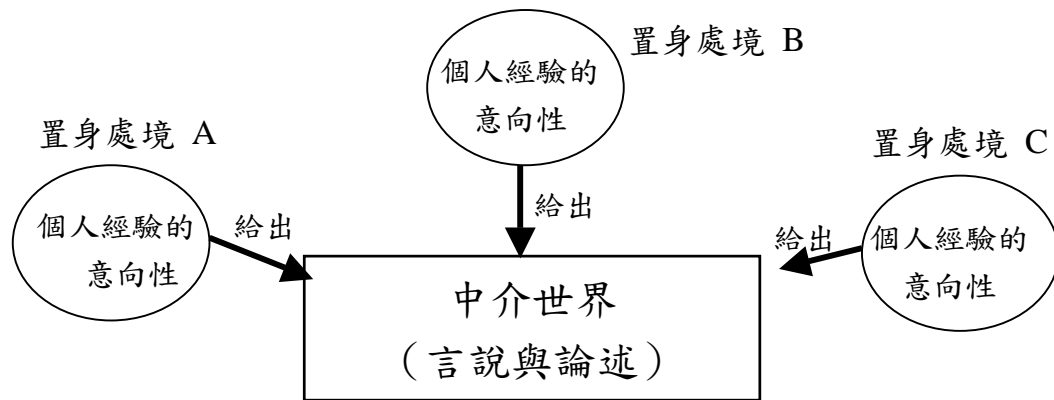 置身處境 A
個人經驗的
意向性
給出
置身處境 B
個人經驗的
意向性
給出
置身處境 C
個人經驗的
意向性
給出
中介世界
（言說與論述）